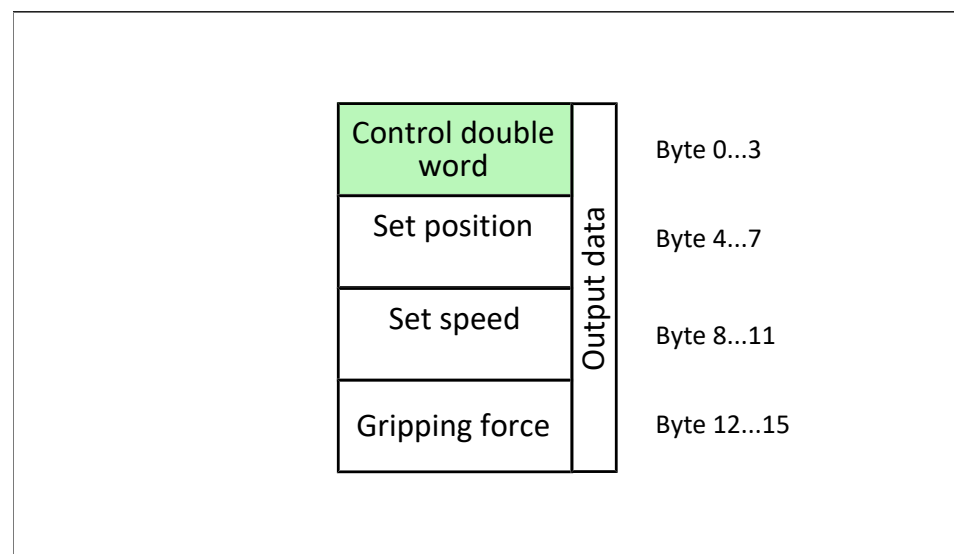 Control double
word
Byte 0...3
Set position
Byte 4...7
Set speed
Byte 8...11
Gripping force
Byte 12...15
Output data